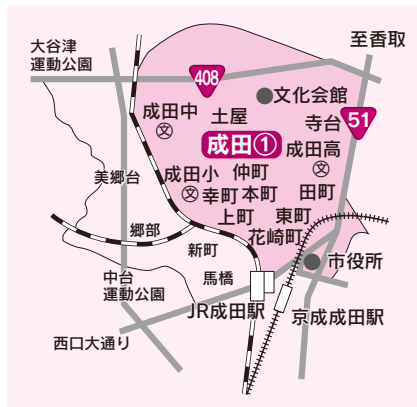 大谷津
運動公園
至香取
408
文化会館
51
成田中
文
土屋
寺台
成田①
成田高
文
美郷台
成田小
文
仲町
幸町
本町
田町
上町
東町
花崎町
郷部
新町
市役所
馬橋
中台
運動公園
JR成田駅
京成成田駅
西口大通り